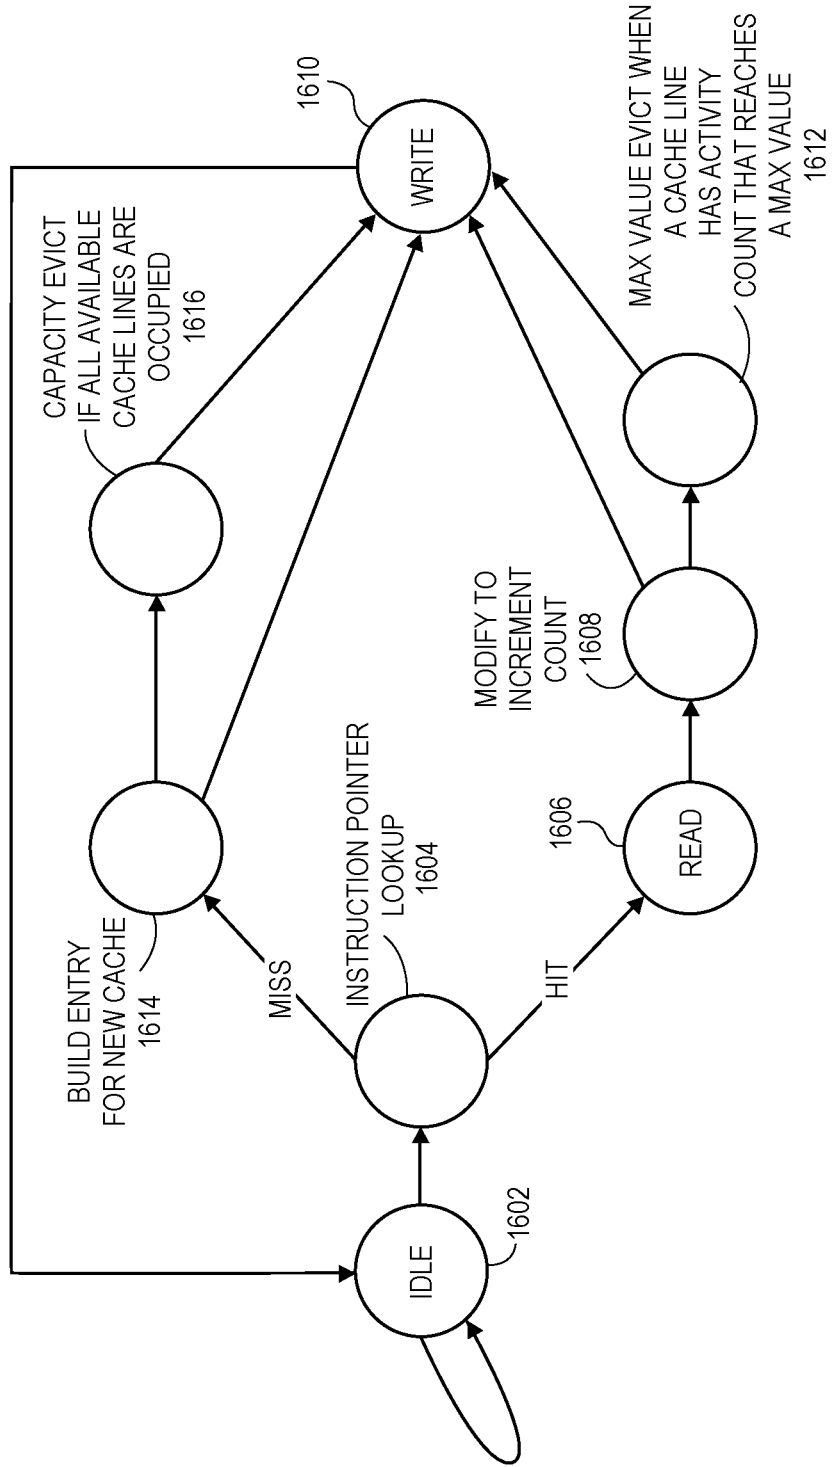 CAPACITY EVICT
IF ALL AVAILABLE
CACHE LINES ARE
OCCUPIED
1616
BUILD ENTRY
FOR NEW CACHE
1614
MISS
1610
WRITE
INSTRUCTION POINTER
LOOKUP
1604
IDLE
1602
HIT
MODIFY TO
INCREMENT
COUNT
1608
1606
READ
MAX VALUE EVICT WHEN
A CACHE LINE
HAS ACTIVITY
COUNT THAT REACHES
A MAX VALUE
1612